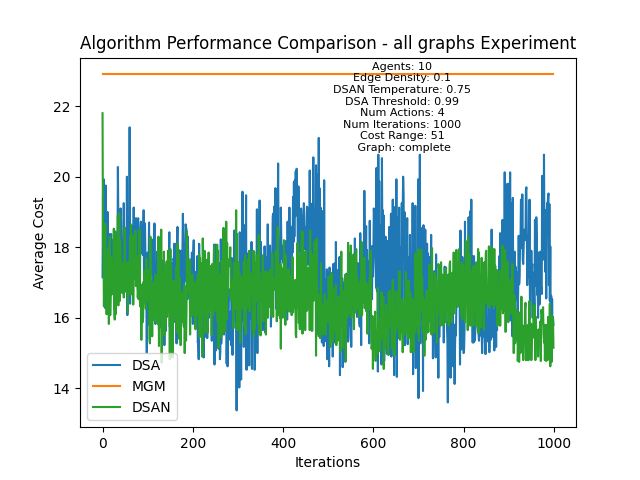 Algorithm Performance Comparison - all graphs Experiment
Agents: 10
Edge Density: 0.1
DSAN Temperature: 0.75
DSA Threshold: 0.99
Num Actions: 4
Num Iterations: 1000
Cost Range: 51
Graph: complete
Average Cost
22
20
18
16
14
DSA
MGM
DSAN
0
200
400
600
800
1000
Iterations